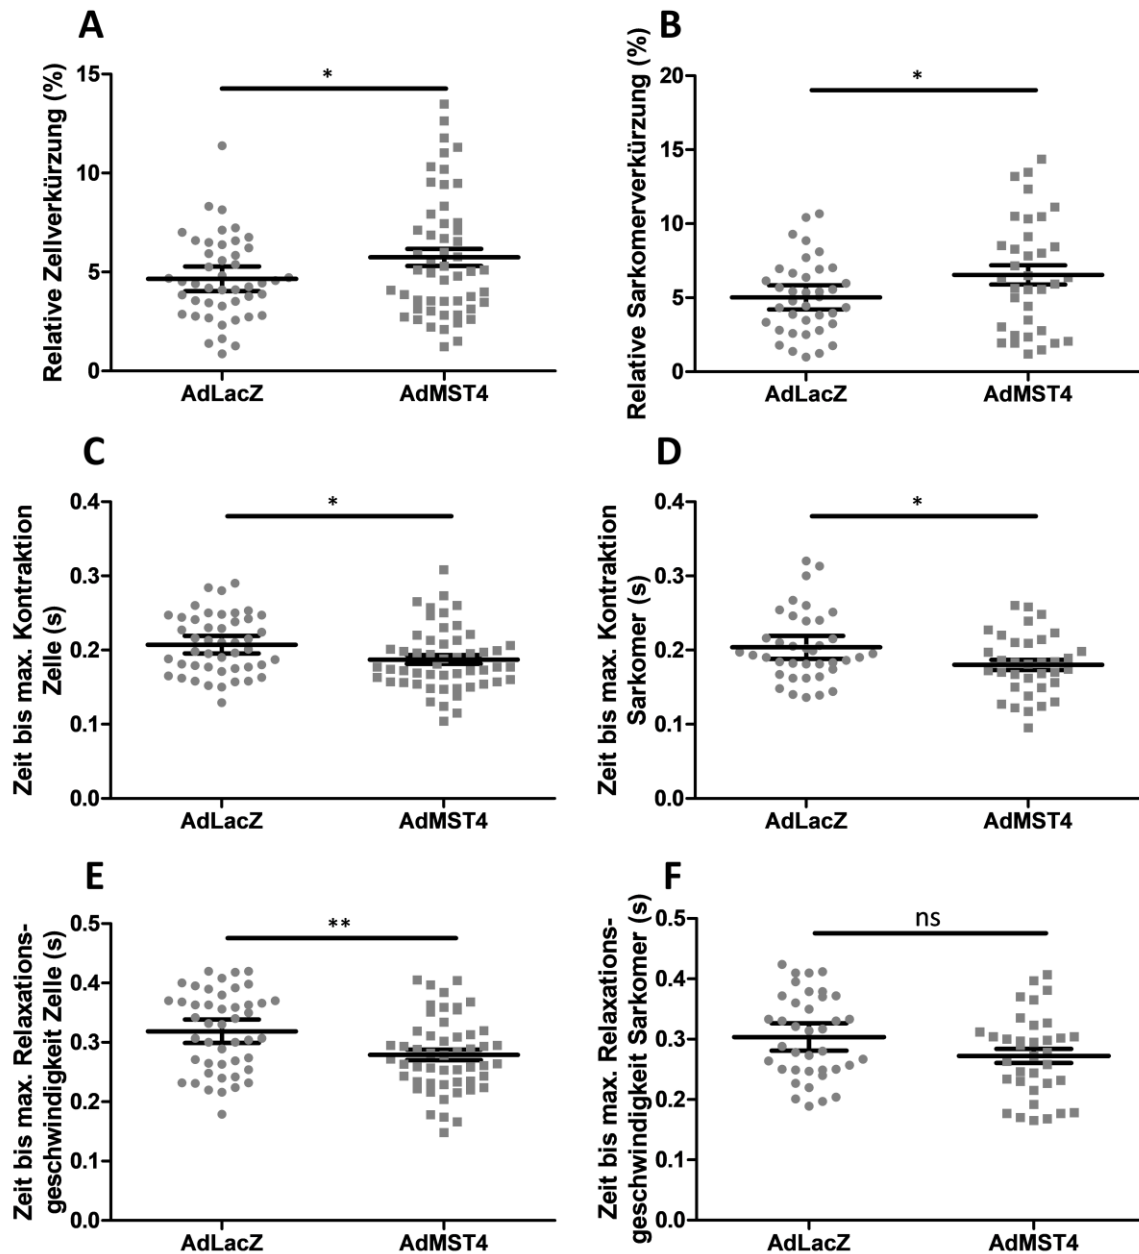 A
Relative Zellverkürzung (%)
15
10
5
0
*
AdLacZ
AdMST4
B
Relative Sarkomerverkürzung (%)
20
15
10
5
0
*
AdLacZ
AdMST4
C
Zeit bis max. Kontraktion
Zelle (s)
0.4
0.3
0.2
0.1
0.0
*
AdLacZ
AdMST4
D
Zeit bis max. Kontraktion
Sarkomer (s)
0.4
0.3
0.2
0.1
0.0
*
AdLacZ
AdMST4
E
Zeit bis max. Relaxations-
geschwindigkeit Zelle (s)
0.5
0.4
0.3
0.2
0.1
0.0
**
AdLacZ
AdMST4
F
Zeit bis max. Relaxations-
geschwindigkeit Sarkomer (s)
0.5
0.4
0.3
0.2
0.1
0.0
ns
AdLacZ
AdMST4